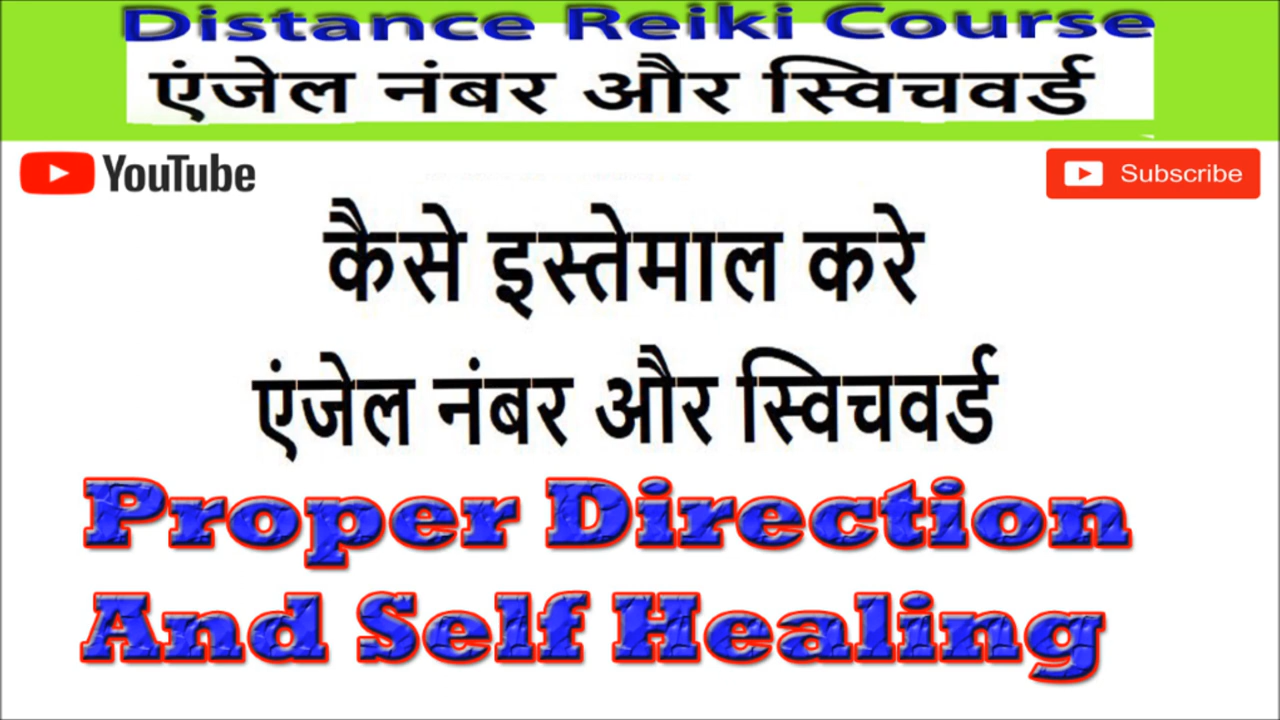 Distance Reiki Course
एंजेल नंबर और स्विचवर्ड
YouTube
Subscribe
कैसे इस्तेमाल करे
एंजेल नंबर और स्विचवर्ड
Proper Direction
And Self Healing